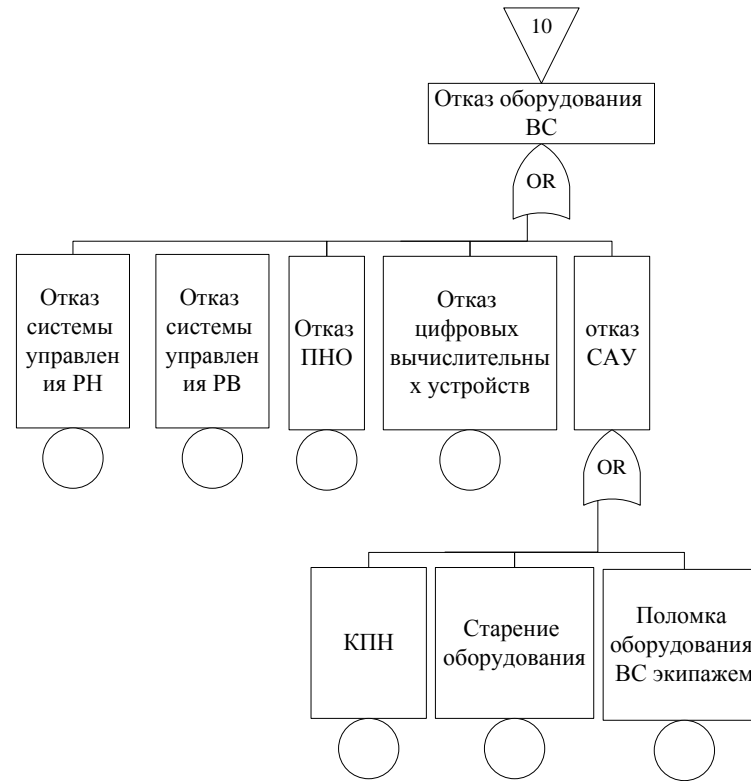 10
Отказ оборудования
ВС
OR
Отказ
системы
управлен
ия РН
Отказ
системы
управлен
ия РВ
Отказ
ПНО
Отказ
цифровых
вычислительны
х устройств
отказ
САУ
OR
КПН
Старение
оборудования
Поломка
оборудования
ВС экипажем